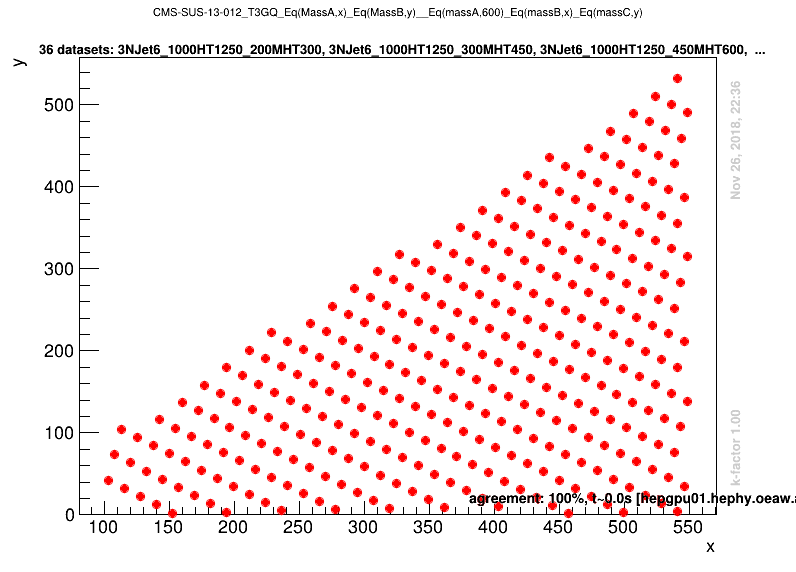 CMS-SUS-13-012_T3GQ_Eq(MassA,x)_Eq(MassB,y)__Eq(massA,600)_Eq(massB,x)_Eq(massC,y)
36 datasets: 3NJet6_1000HT1250_200MHT300, 3NJet6_1000HT1250_300MHT450, 3NJet6_1000HT1250_450MHT600, ...
y
500
400
300
200
100
0
100 150 200 250 300 350 400 450 500 550
x
agreement: 100%, t~0.0s [hepgpu01.hephy.oeaw.a
Nov 26, 2018, 22:36
k-factor 1.00